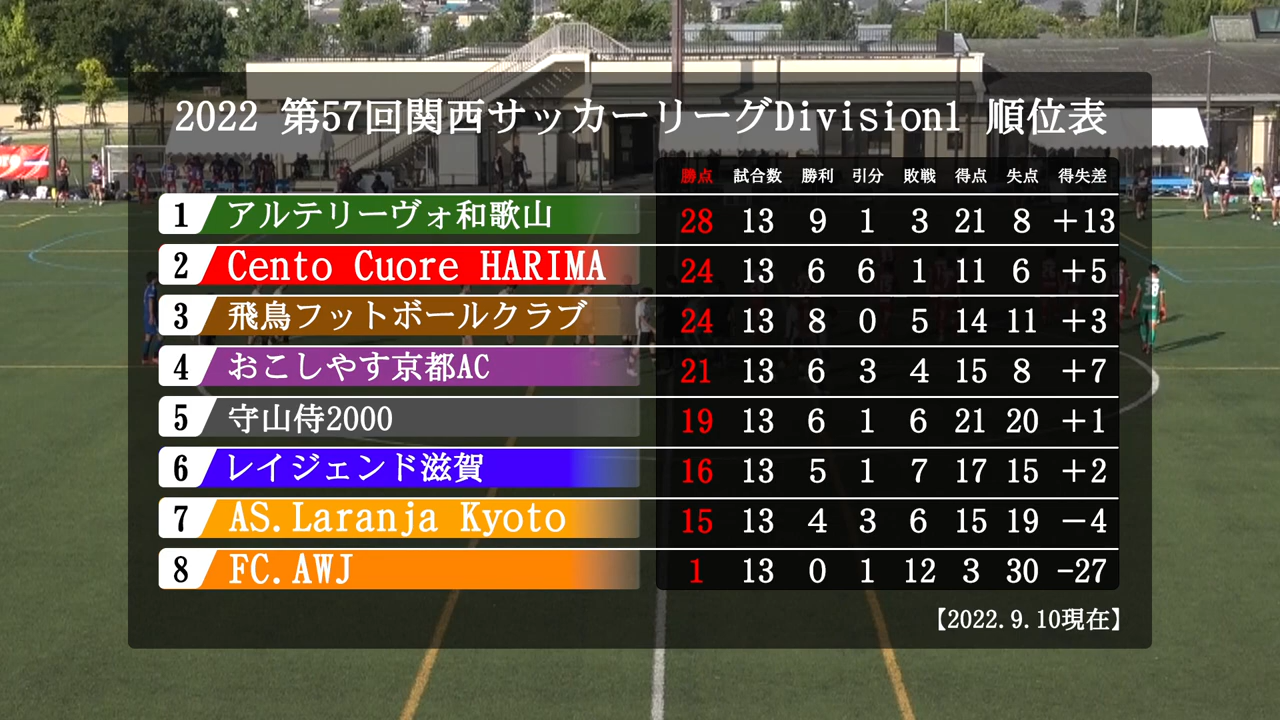 2022 第57回関西サッカーリーグDivision1 順位表
勝点 試合数 勝利 引分 敗戦 得点 失点 得失差
1 アルテリーヴォ和歌山 28 13 9 1 3 21 8 +13
2 Cento Cuore HARIMA 24 13 6 6 1 11 6 +5
3 飛鳥フットボールクラブ 24 13 8 0 5 14 11 +3
4 おこしやす京都AC 21 13 6 3 4 15 8 +7
5 守山侍2000 19 13 6 1 6 21 20 +1
6 レイジェンド滋賀 16 13 5 1 7 17 15 +2
7 AS.Laranja Kyoto 15 13 4 3 6 15 19 −4
8 FC.AWJ 1 13 0 1 12 3 30 -27
【2022.9.10現在】